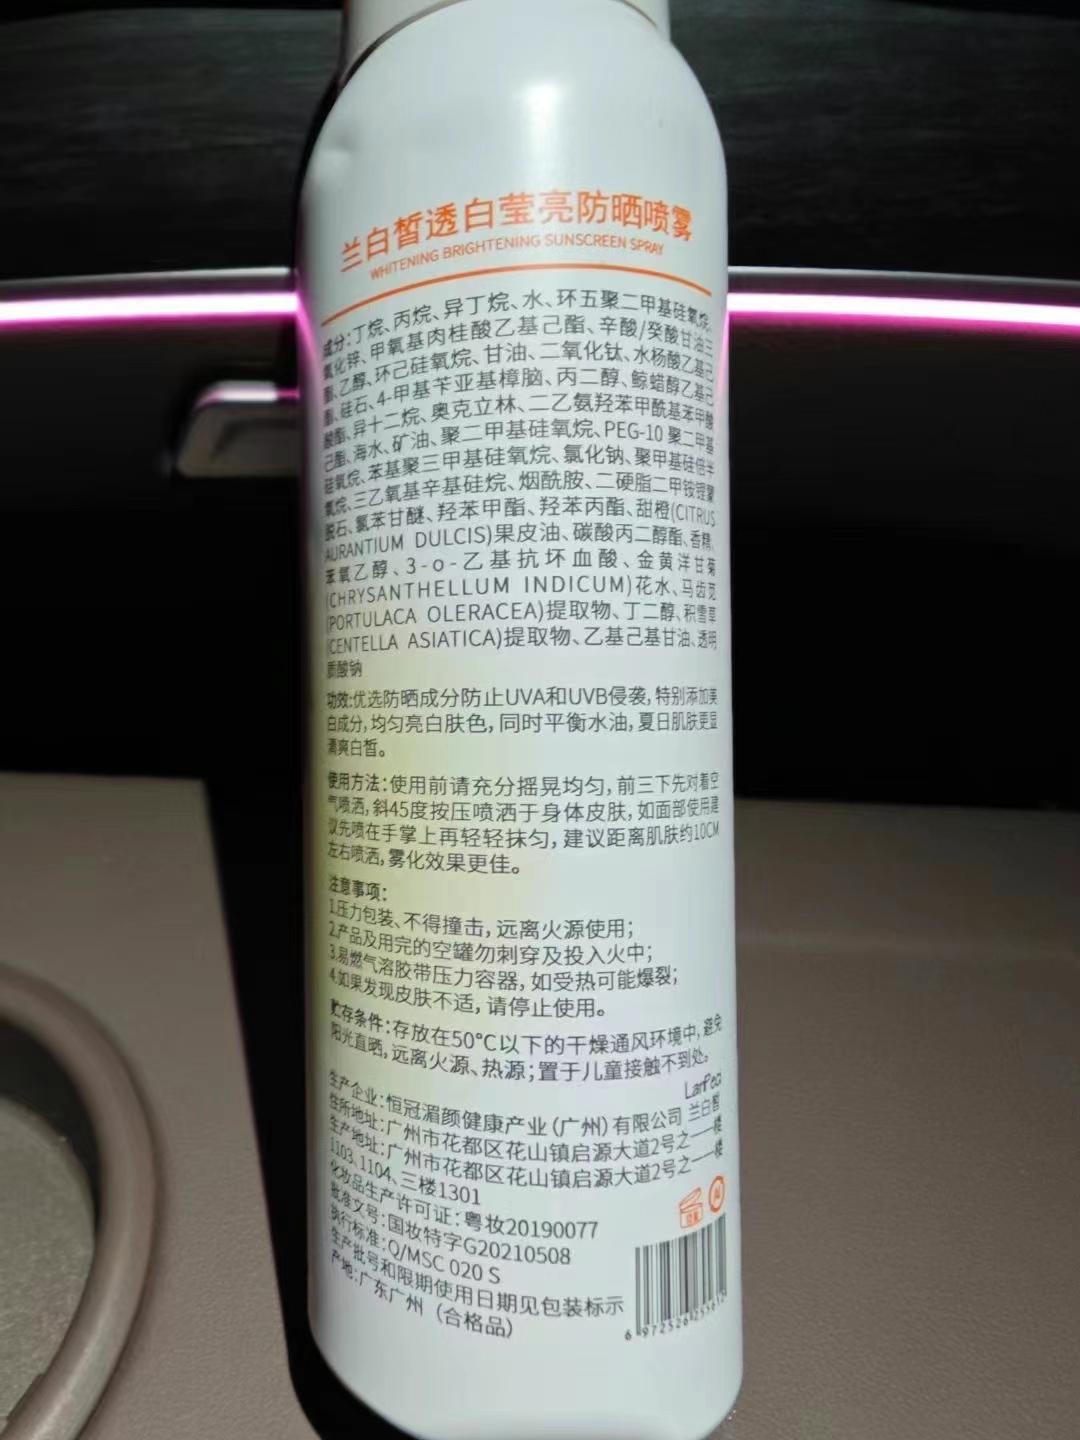 兰白皙透白莹亮防晒喷雾
WHITENING BRIGHTENING SUNSCREEN SPRAY
成分：丁烷、丙烷、异丁烷、水、环五聚二甲基硅氧烷、
氧化锌、甲氧基肉桂酸乙基己酯、辛酸/癸酸甘油三
酯、乙醇、环己硅氧烷、甘油、二氧化钛、水杨酸乙基己
酯、硅石、4-甲基苄亚基樟脑、丙二醇、鲸蜡醇乙基己
酸酯、异十二烷、奥克立林、二乙氨羟苯甲酰基苯甲酸
己酯、海水、矿油、聚二甲基硅氧烷、PEG-10 聚二甲基
硅氧烷、苯基聚三甲基硅氧烷、氯化钠、聚甲基硅倍半
氧烷、三乙氧基辛基硅烷、烟酰胺、二硬脂二甲铵锂蒙
脱石、氯苯甘醚、羟苯甲酯、羟苯丙酯、甜橙(CITRUS
AURANTIUM DULCIS)果皮油、碳酸丙二醇酯、香精、
苯氧乙醇、3-o-乙基抗坏血酸、金黄洋甘菊
(CHRYSANTHELLUM INDICUM)花水、马齿苋
(PORTULACA OLERACEA)提取物、丁二醇、积雪草
(CENTELLA ASIATICA)提取物、乙基己基甘油、透明
质酸钠
功效：优选防晒成分防止UVA和UVB侵袭，特别添加美
白成分，均匀亮白肤色，同时平衡水油，夏日肌肤更显
清爽白皙。
使用方法：使用前请充分摇晃均匀，前三下先对着空
气喷洒，斜45度按压喷洒于身体皮肤，如面部使用建
议先喷在手掌上再轻轻抹匀，建议距离肌肤约10CM
左右喷洒，雾化效果更佳。
注意事项：
1.压力包装、不得撞击，远离火源使用；
2.产品及用完的空罐勿刺穿及投入火中；
3.易燃气溶胶带压力容器，如受热可能爆裂；
4.如果发现皮肤不适，请停止使用。
贮存条件：存放在50℃以下的干燥通风环境中，避免
阳光直晒，远离火源、热源；置于儿童接触不到处。
LanPeci
兰白皙
生产企业：恒冠湄颜健康产业（广州）有限公司
住所地址：广州市花都区花山镇启源大道2号之一一楼
生产地址：广州市花都区花山镇启源大道2号之一一楼
1103、1104、三楼1301
化妆品生产许可证：粤妆20190077
批准文号：国妆特字G20210508
执行标准：Q/MSC 020 S
生产批号和限期使用日期见包装标示
产地：广东广州（合格品）